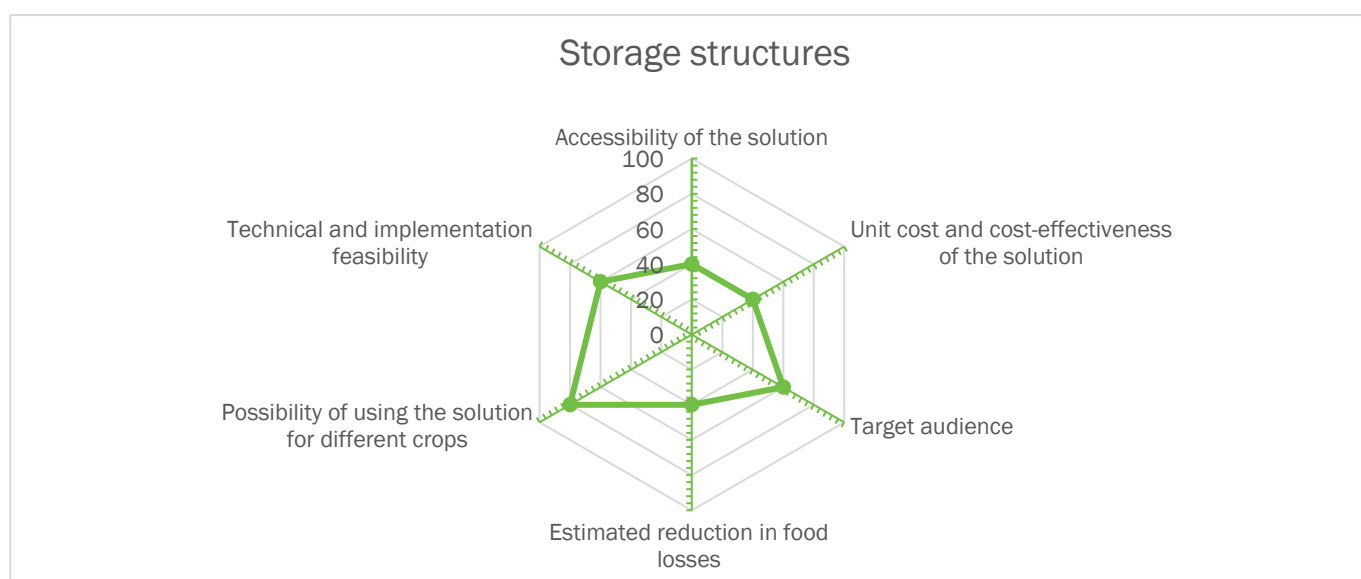 Storage structures
Accessibility of the solution
100
80
60
40
20
0
Unit cost and cost-effectiveness
of the solution
Target audience
Estimated reduction in food
losses
Possibility of using the solution
for different crops
Technical and implementation
feasibility